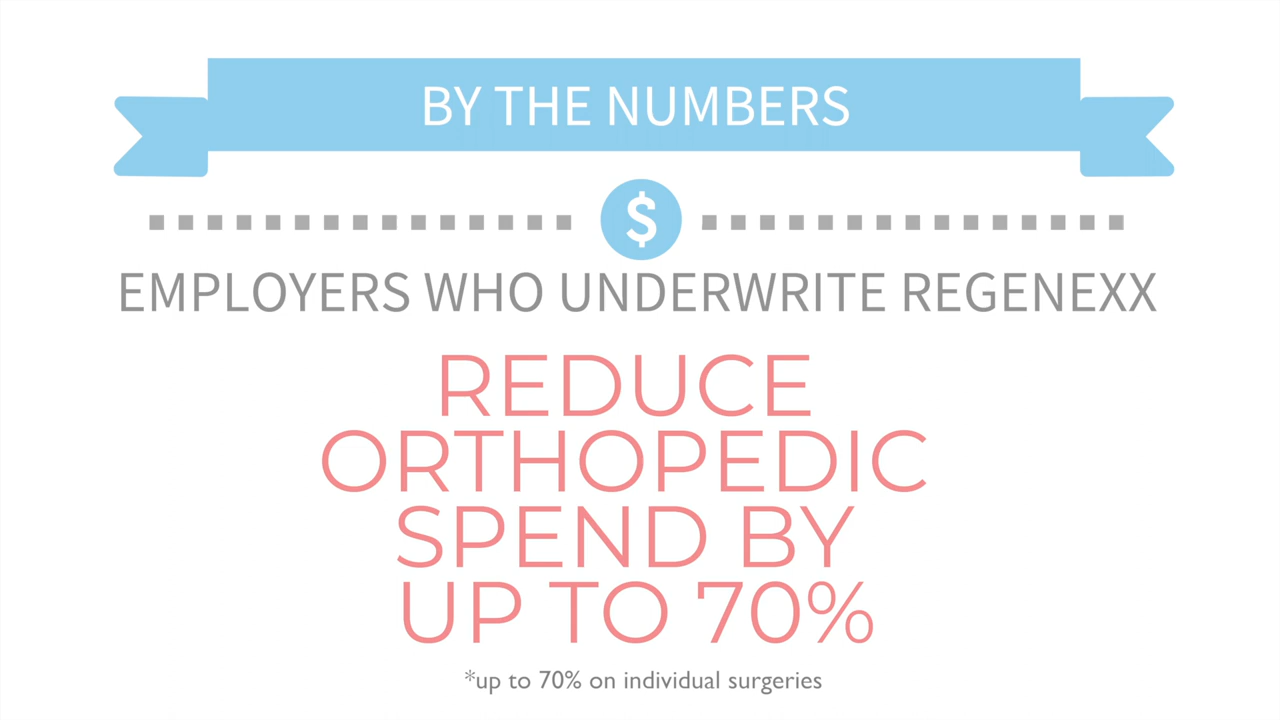 BY THE NUMBERS
$
EMPLOYERS WHO UNDERWRITE REGENEXX
REDUCE
ORTHOPEDIC
SPEND BY
UP TO 70%
*up to 70% on individual surgeries